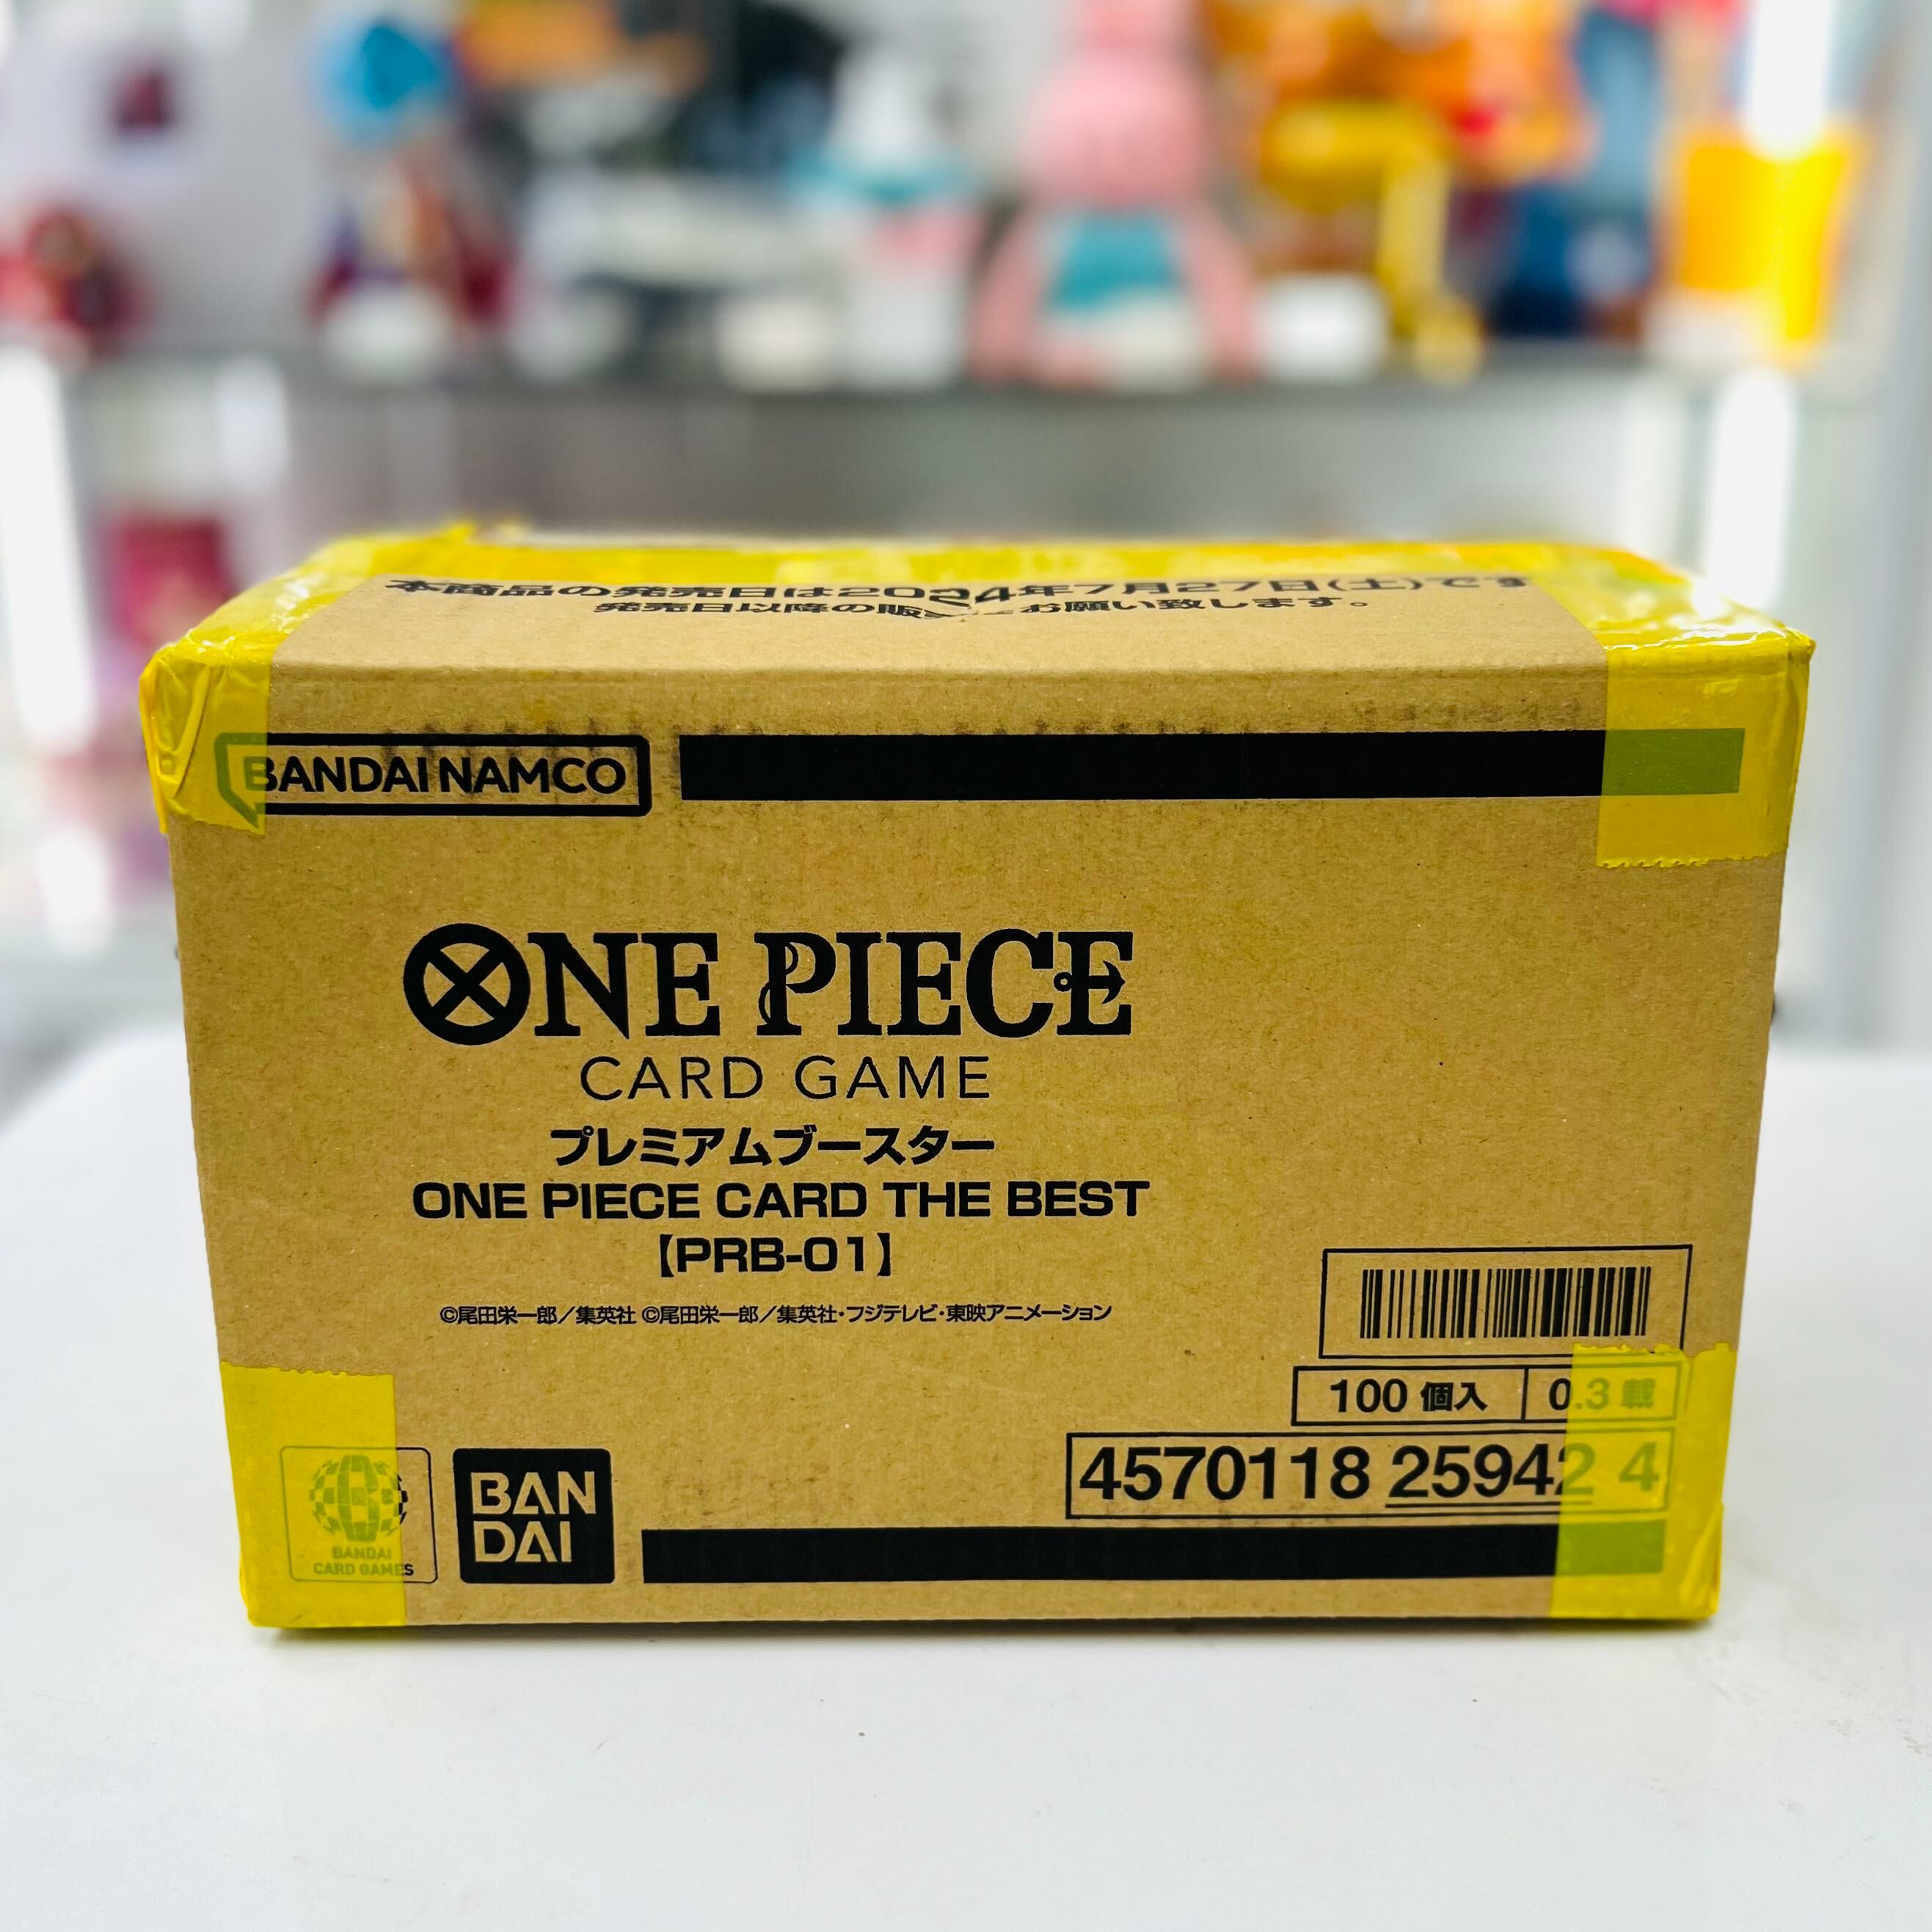 本商品の発売日は2024年7月27日(土)です
発売日以降の販売をお願い致します。
BANDAI NAMCO
ONE PIECE
CARD GAME
プレミアムブースター
ONE PIECE CARD THE BEST
【PRB-01】
©尾田栄一郎／集英社 ©尾田栄一郎／集英社・フジテレビ・東映アニメーション
100 個入 0.3 載
4570118 25942 4
BANDAI
CARD GAMES
BAN
DAI